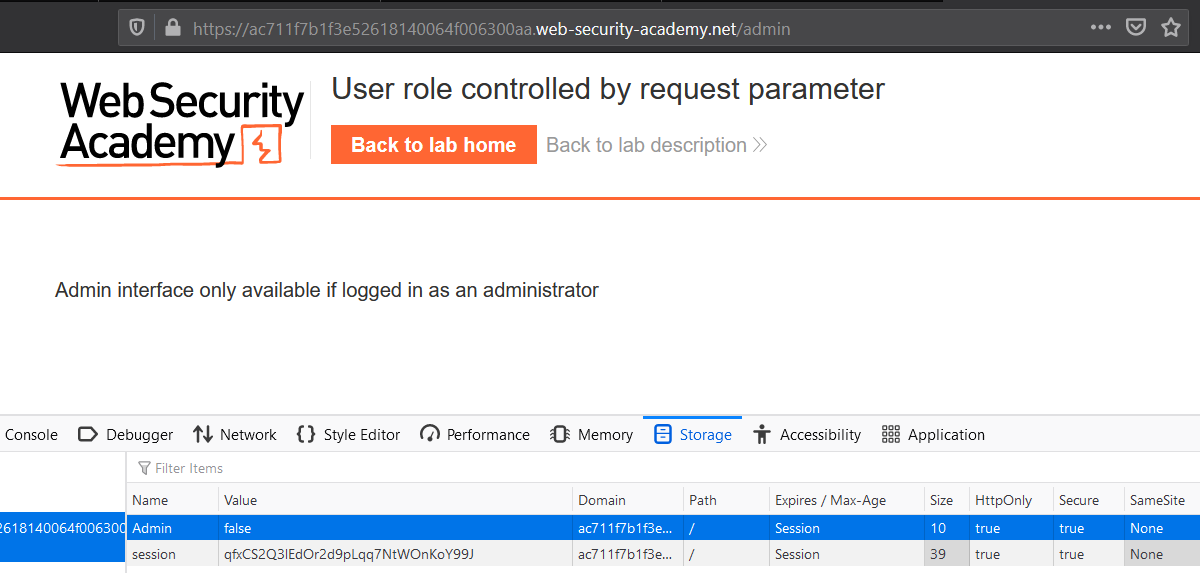 https://ac711f7b1f3e52618140064f006300aa.web-security-academy.net/admin
Web Security
Academy
User role controlled by request parameter
Back to lab home Back to lab description
Admin interface only available if logged in as an administrator
Console Debugger Network Style Editor Performance Memory Storage Accessibility Application
Filter Items
Name Value Domain Path Expires / Max-Age Size HttpOnly Secure SameSite
2618140064f006300 Admin false ac711f7b1f3e... / Session 10 true true None
session qfxCS2Q3lEdOr2d9pLqq7NtWOnKoY99J ac711f7b1f3e... / Session 39 true true None